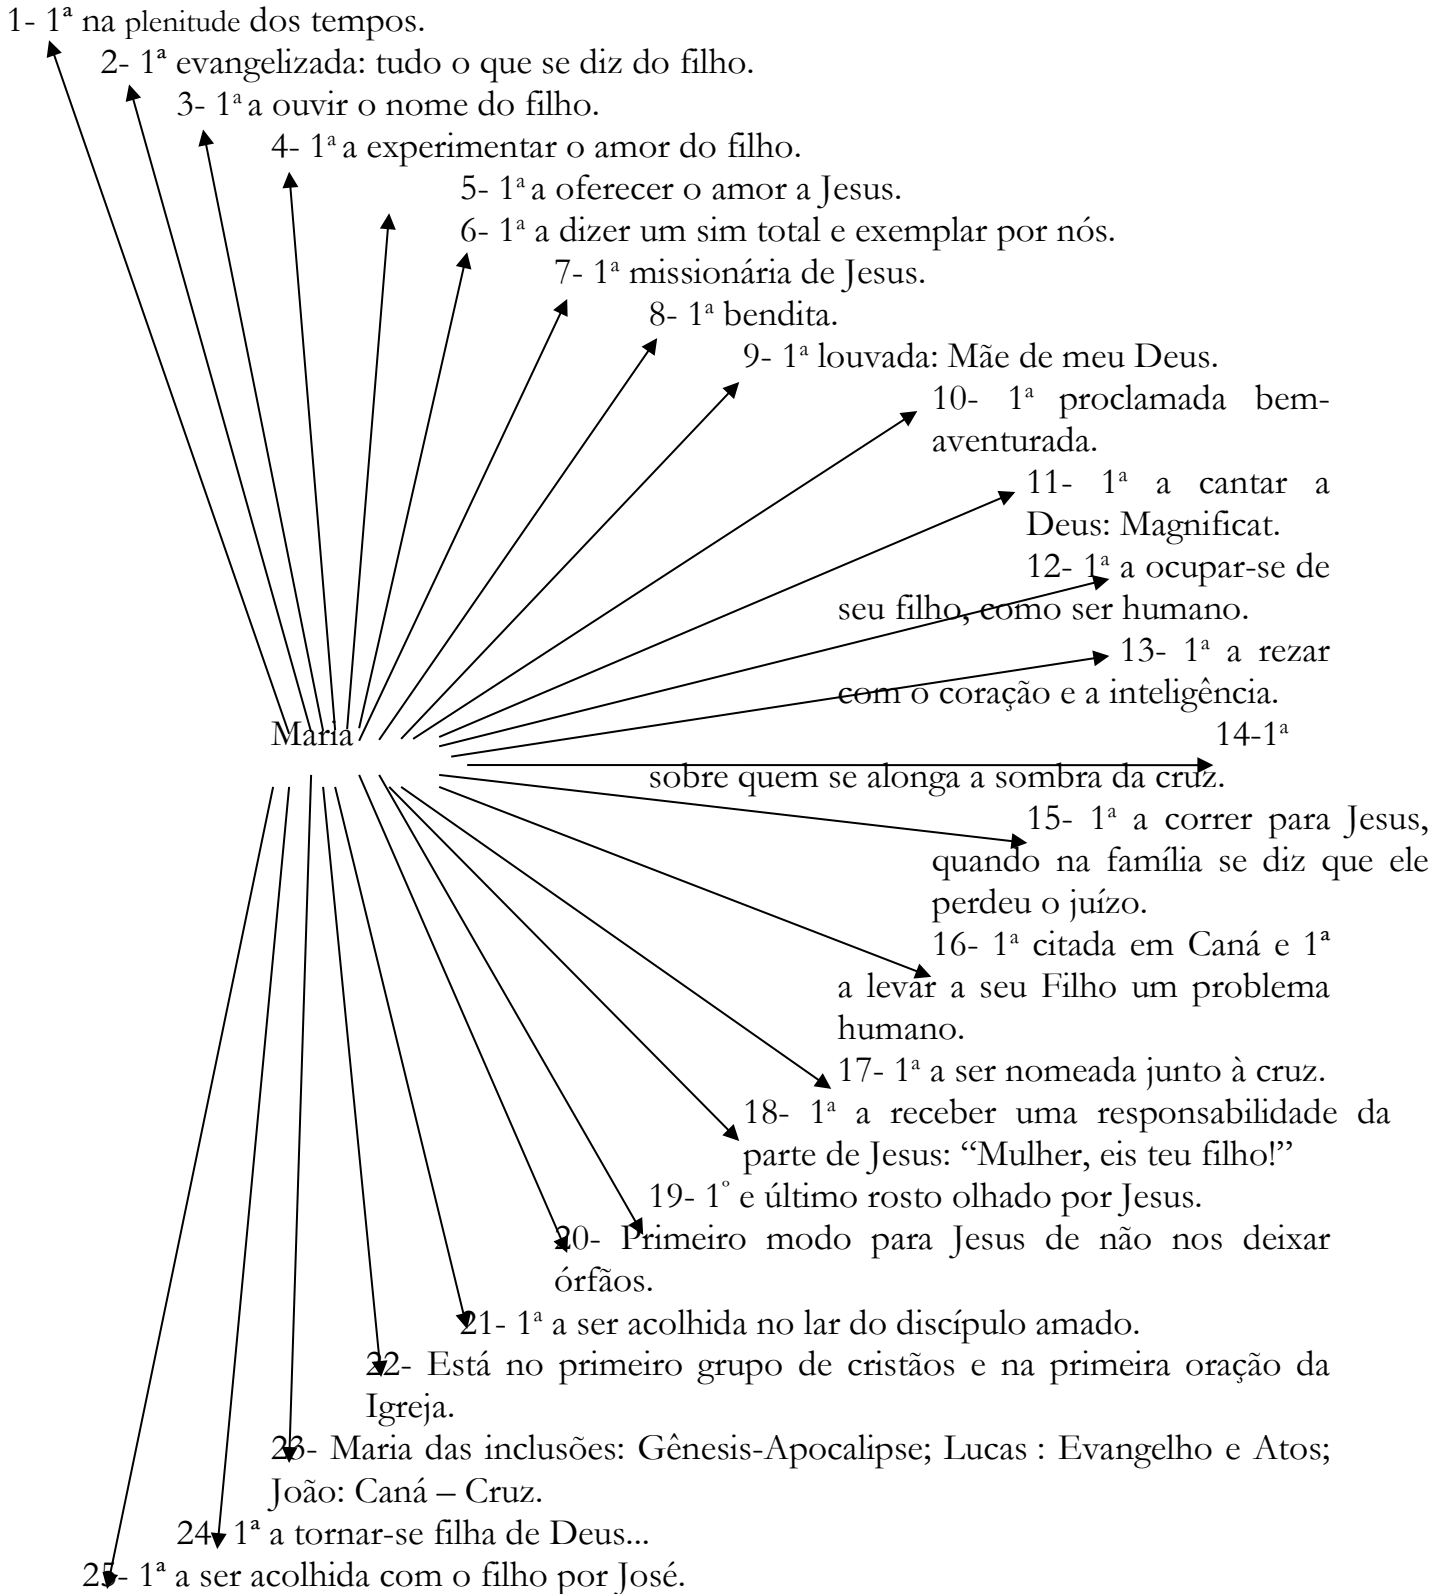 1- 1ª na plenitude dos tempos.
2- 1ª evangelizada: tudo o que se diz do filho.
3- 1ª a ouvir o nome do filho.
4- 1ª a experimentar o amor do filho.
5- 1ª a oferecer o amor a Jesus.
6- 1ª a dizer um sim total e exemplar por nós.
7- 1ª missionária de Jesus.
8- 1ª bendita.
9- 1ª louvada: Mãe de meu Deus.
10- 1ª proclamada bem-
aventurada.
11- 1ª a cantar a
Deus: Magnificat.
12- 1ª a ocupar-se de
seu filho, como ser humano.
13- 1ª a rezar
com o coração e a inteligência.
Maria
14-1ª
sobre quem se alonga a sombra da cruz.
15- 1ª a correr para Jesus,
quando na família se diz que ele
perdeu o juízo.
16- 1ª citada em Caná e 1ª
a levar a seu Filho um problema
humano.
17- 1ª a ser nomeada junto à cruz.
18- 1ª a receber uma responsabilidade da
parte de Jesus: “Mulher, eis teu filho!”
19- 1º e último rosto olhado por Jesus.
20- Primeiro modo para Jesus de não nos deixar
órfãos.
21- 1ª a ser acolhida no lar do discípulo amado.
22- Está no primeiro grupo de cristãos e na primeira oração da
Igreja.
23- Maria das inclusões: Gênesis-Apocalipse; Lucas : Evangelho e Atos;
João: Caná – Cruz.
24- 1ª a tornar-se filha de Deus...
25- 1ª a ser acolhida com o filho por José.